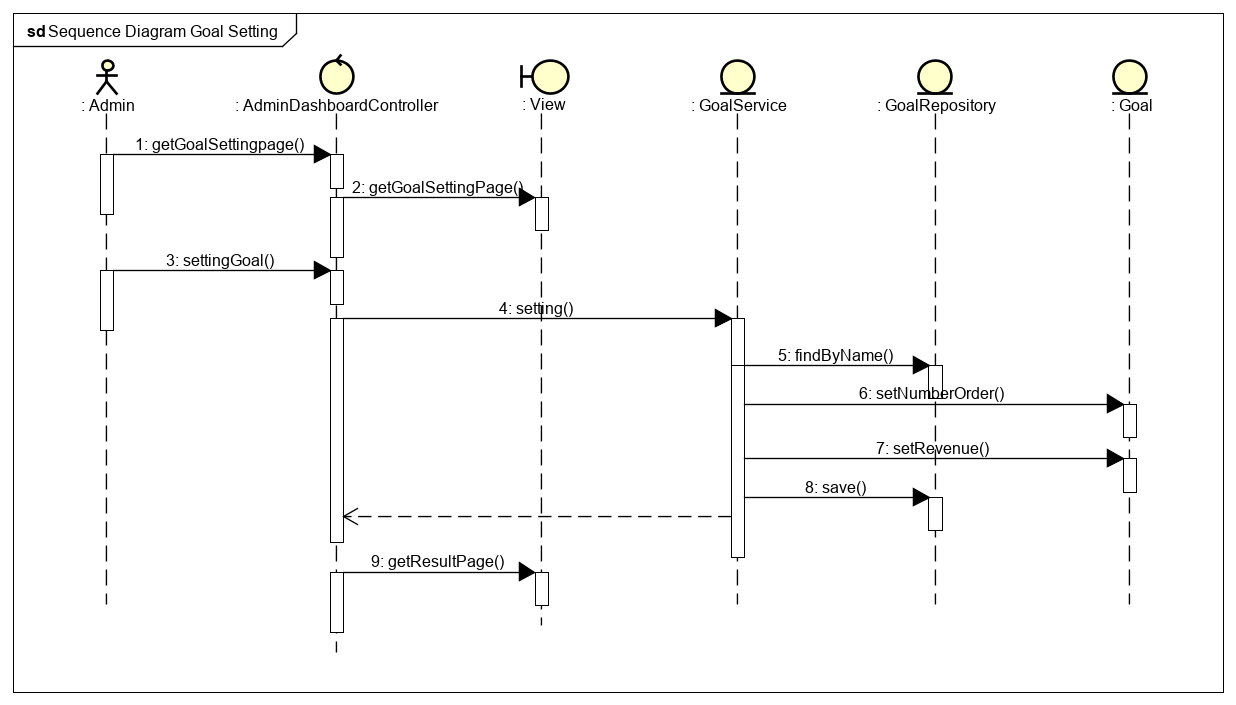 sd Sequence Diagram Goal Setting
: Admin
: AdminDashboardController
: View
: GoalService
: GoalRepository
: Goal
1: getGoalSettingpage()
2: getGoalSettingPage()
3: settingGoal()
4: setting()
5: findByName()
6: setNumberOrder()
7: setRevenue()
8: save()
9: getResultPage()